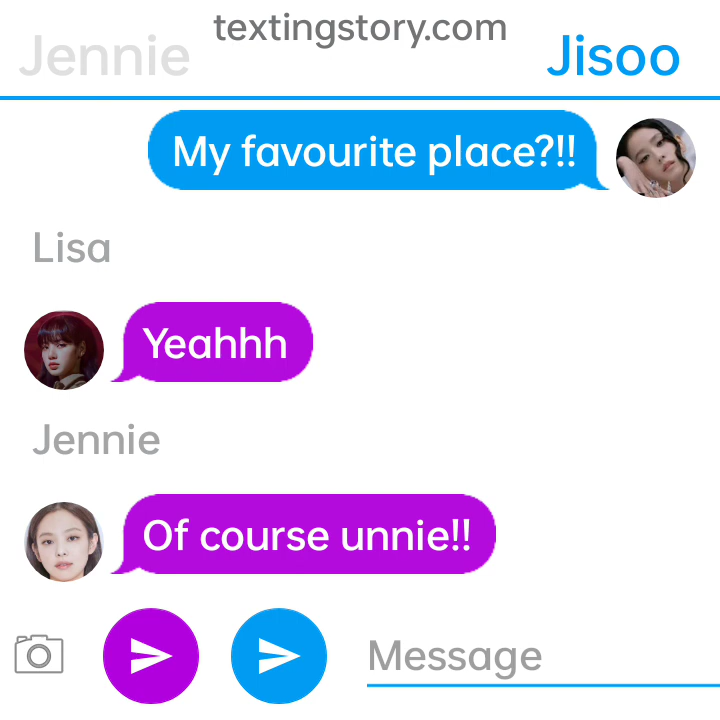 textingstory.com
Jennie Jisoo
My favourite place?!!
Lisa
Yeahhh
Jennie
Of course unnie!!
Message